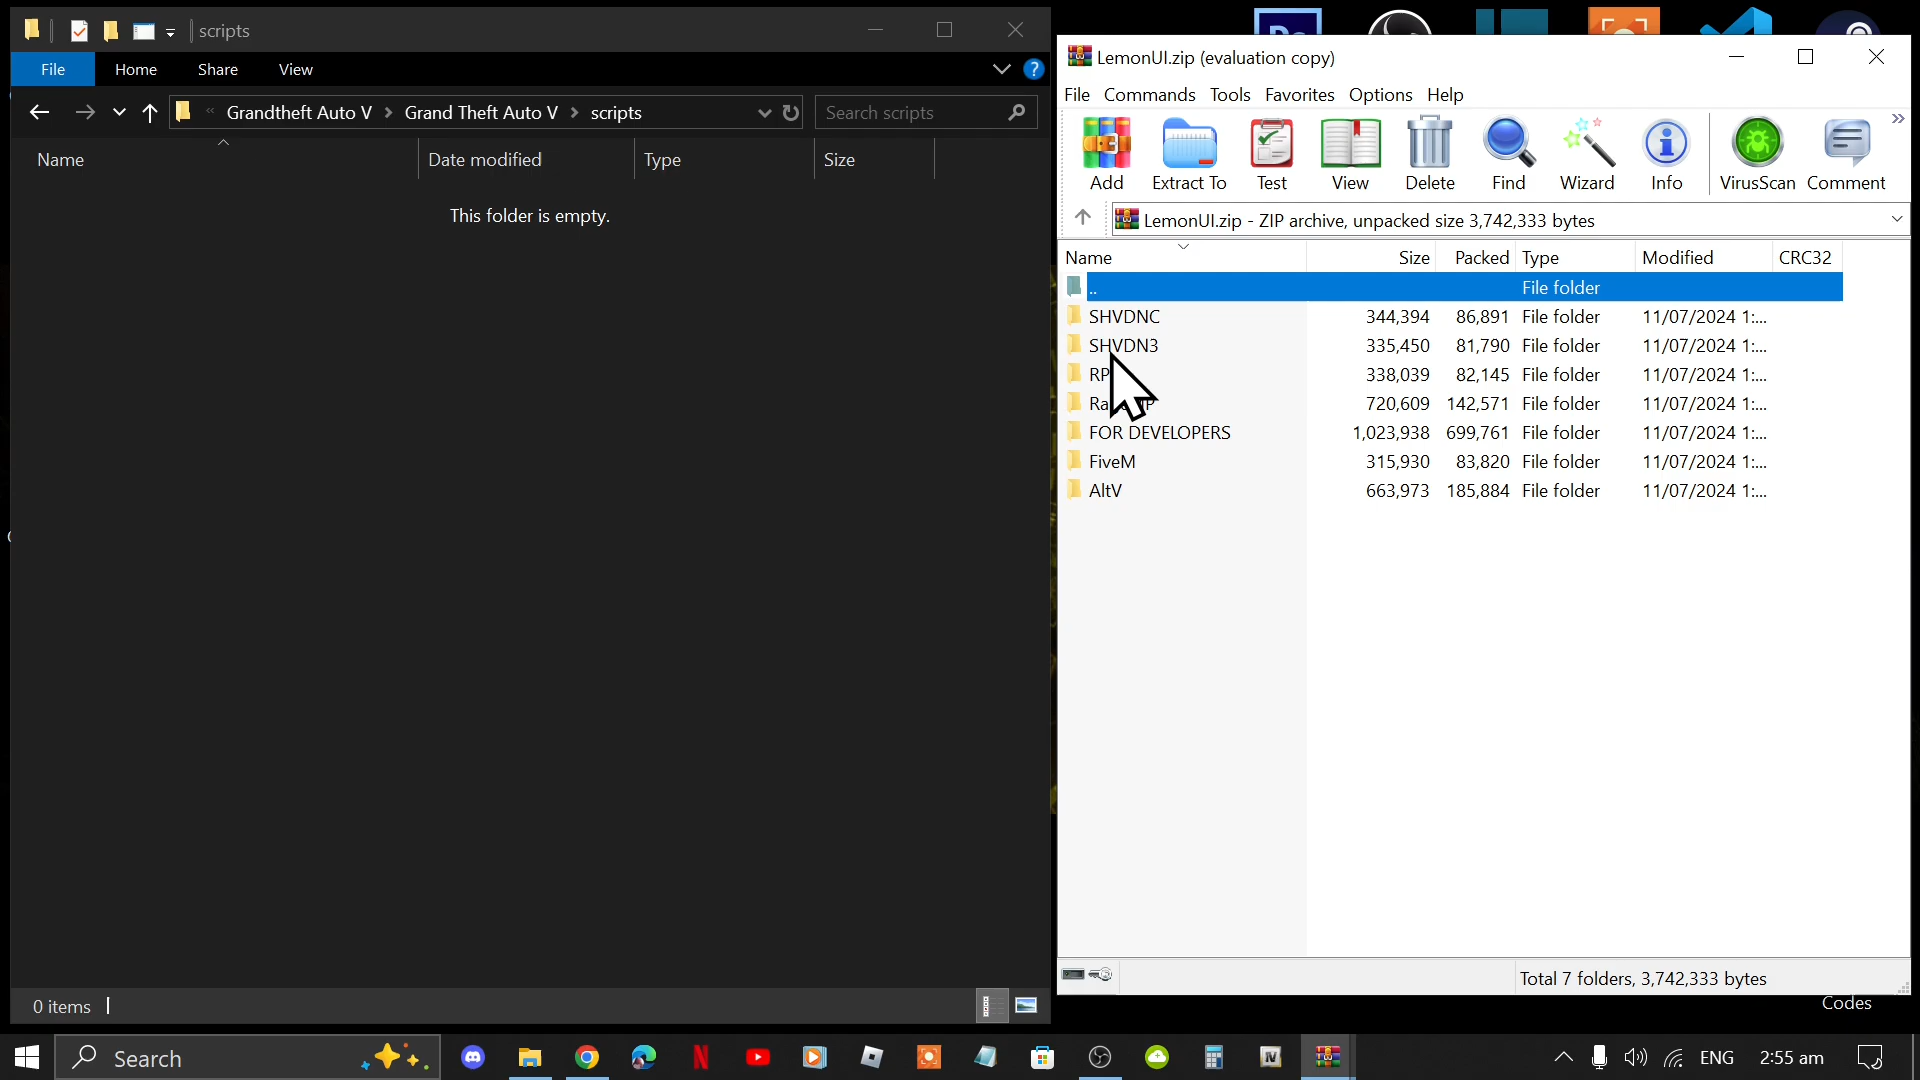 scripts
File Home Share View
« Grandtheft Auto V > Grand Theft Auto V > scripts Search scripts
Name Date modified Type Size
This folder is empty.
0 items
LemonUI.zip (evaluation copy)
File Commands Tools Favorites Options Help
Add Extract To Test View Delete Find Wizard Info VirusScan Comment
LemonUI.zip - ZIP archive, unpacked size 3,742,333 bytes
Name Size Packed Type Modified CRC32
.. File folder
SHVDNC 344,394 86,891 File folder 11/07/2024 1:...
SHVDN3 335,450 81,790 File folder 11/07/2024 1:...
338,039 82,145 File folder 11/07/2024 1:...
720,609 142,571 File folder 11/07/2024 1:...
FOR DEVELOPERS 1,023,938 699,761 File folder 11/07/2024 1:...
FiveM 315,930 83,820 File folder 11/07/2024 1:...
AltV 663,973 185,884 File folder 11/07/2024 1:...
Total 7 folders, 3,742,333 bytes
Codes
Search ENG 2:55 am